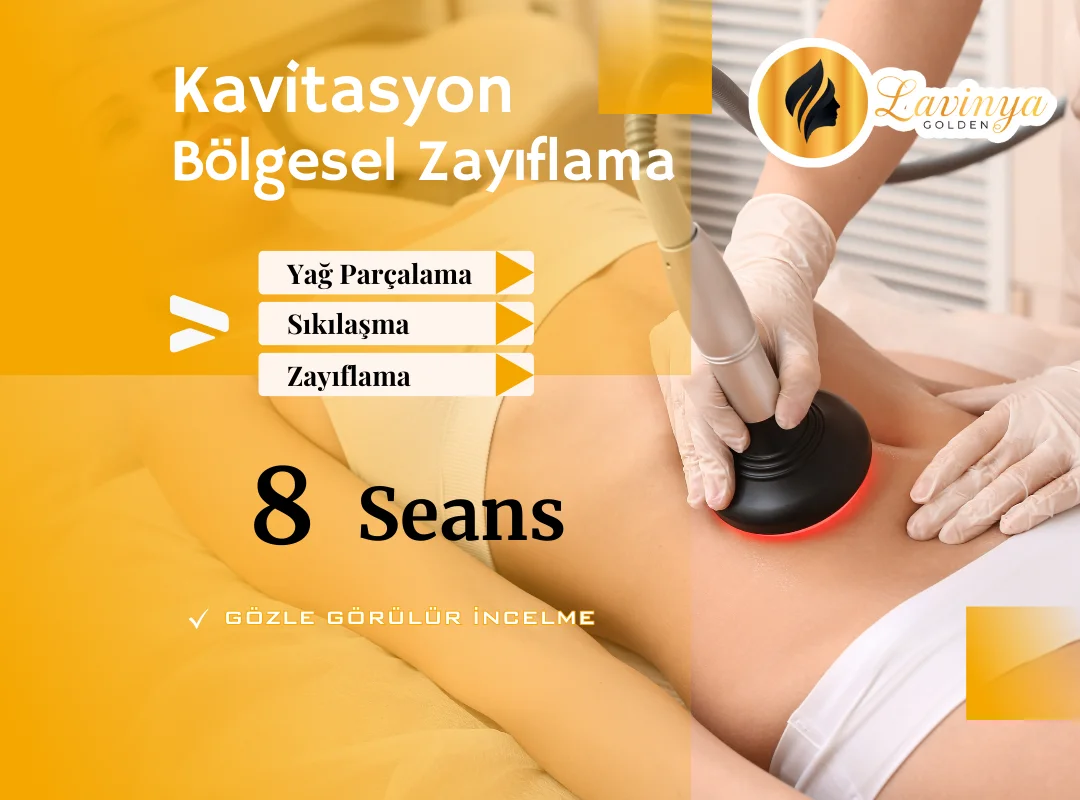 Kavitasyon
Bölgesel Zayıflama
Lavinya
GOLDEN
Yağ Parçalama
Sıkılaşma
Zayıflama
8 Seans
GÖZLE GÖRÜLÜR İNCELME